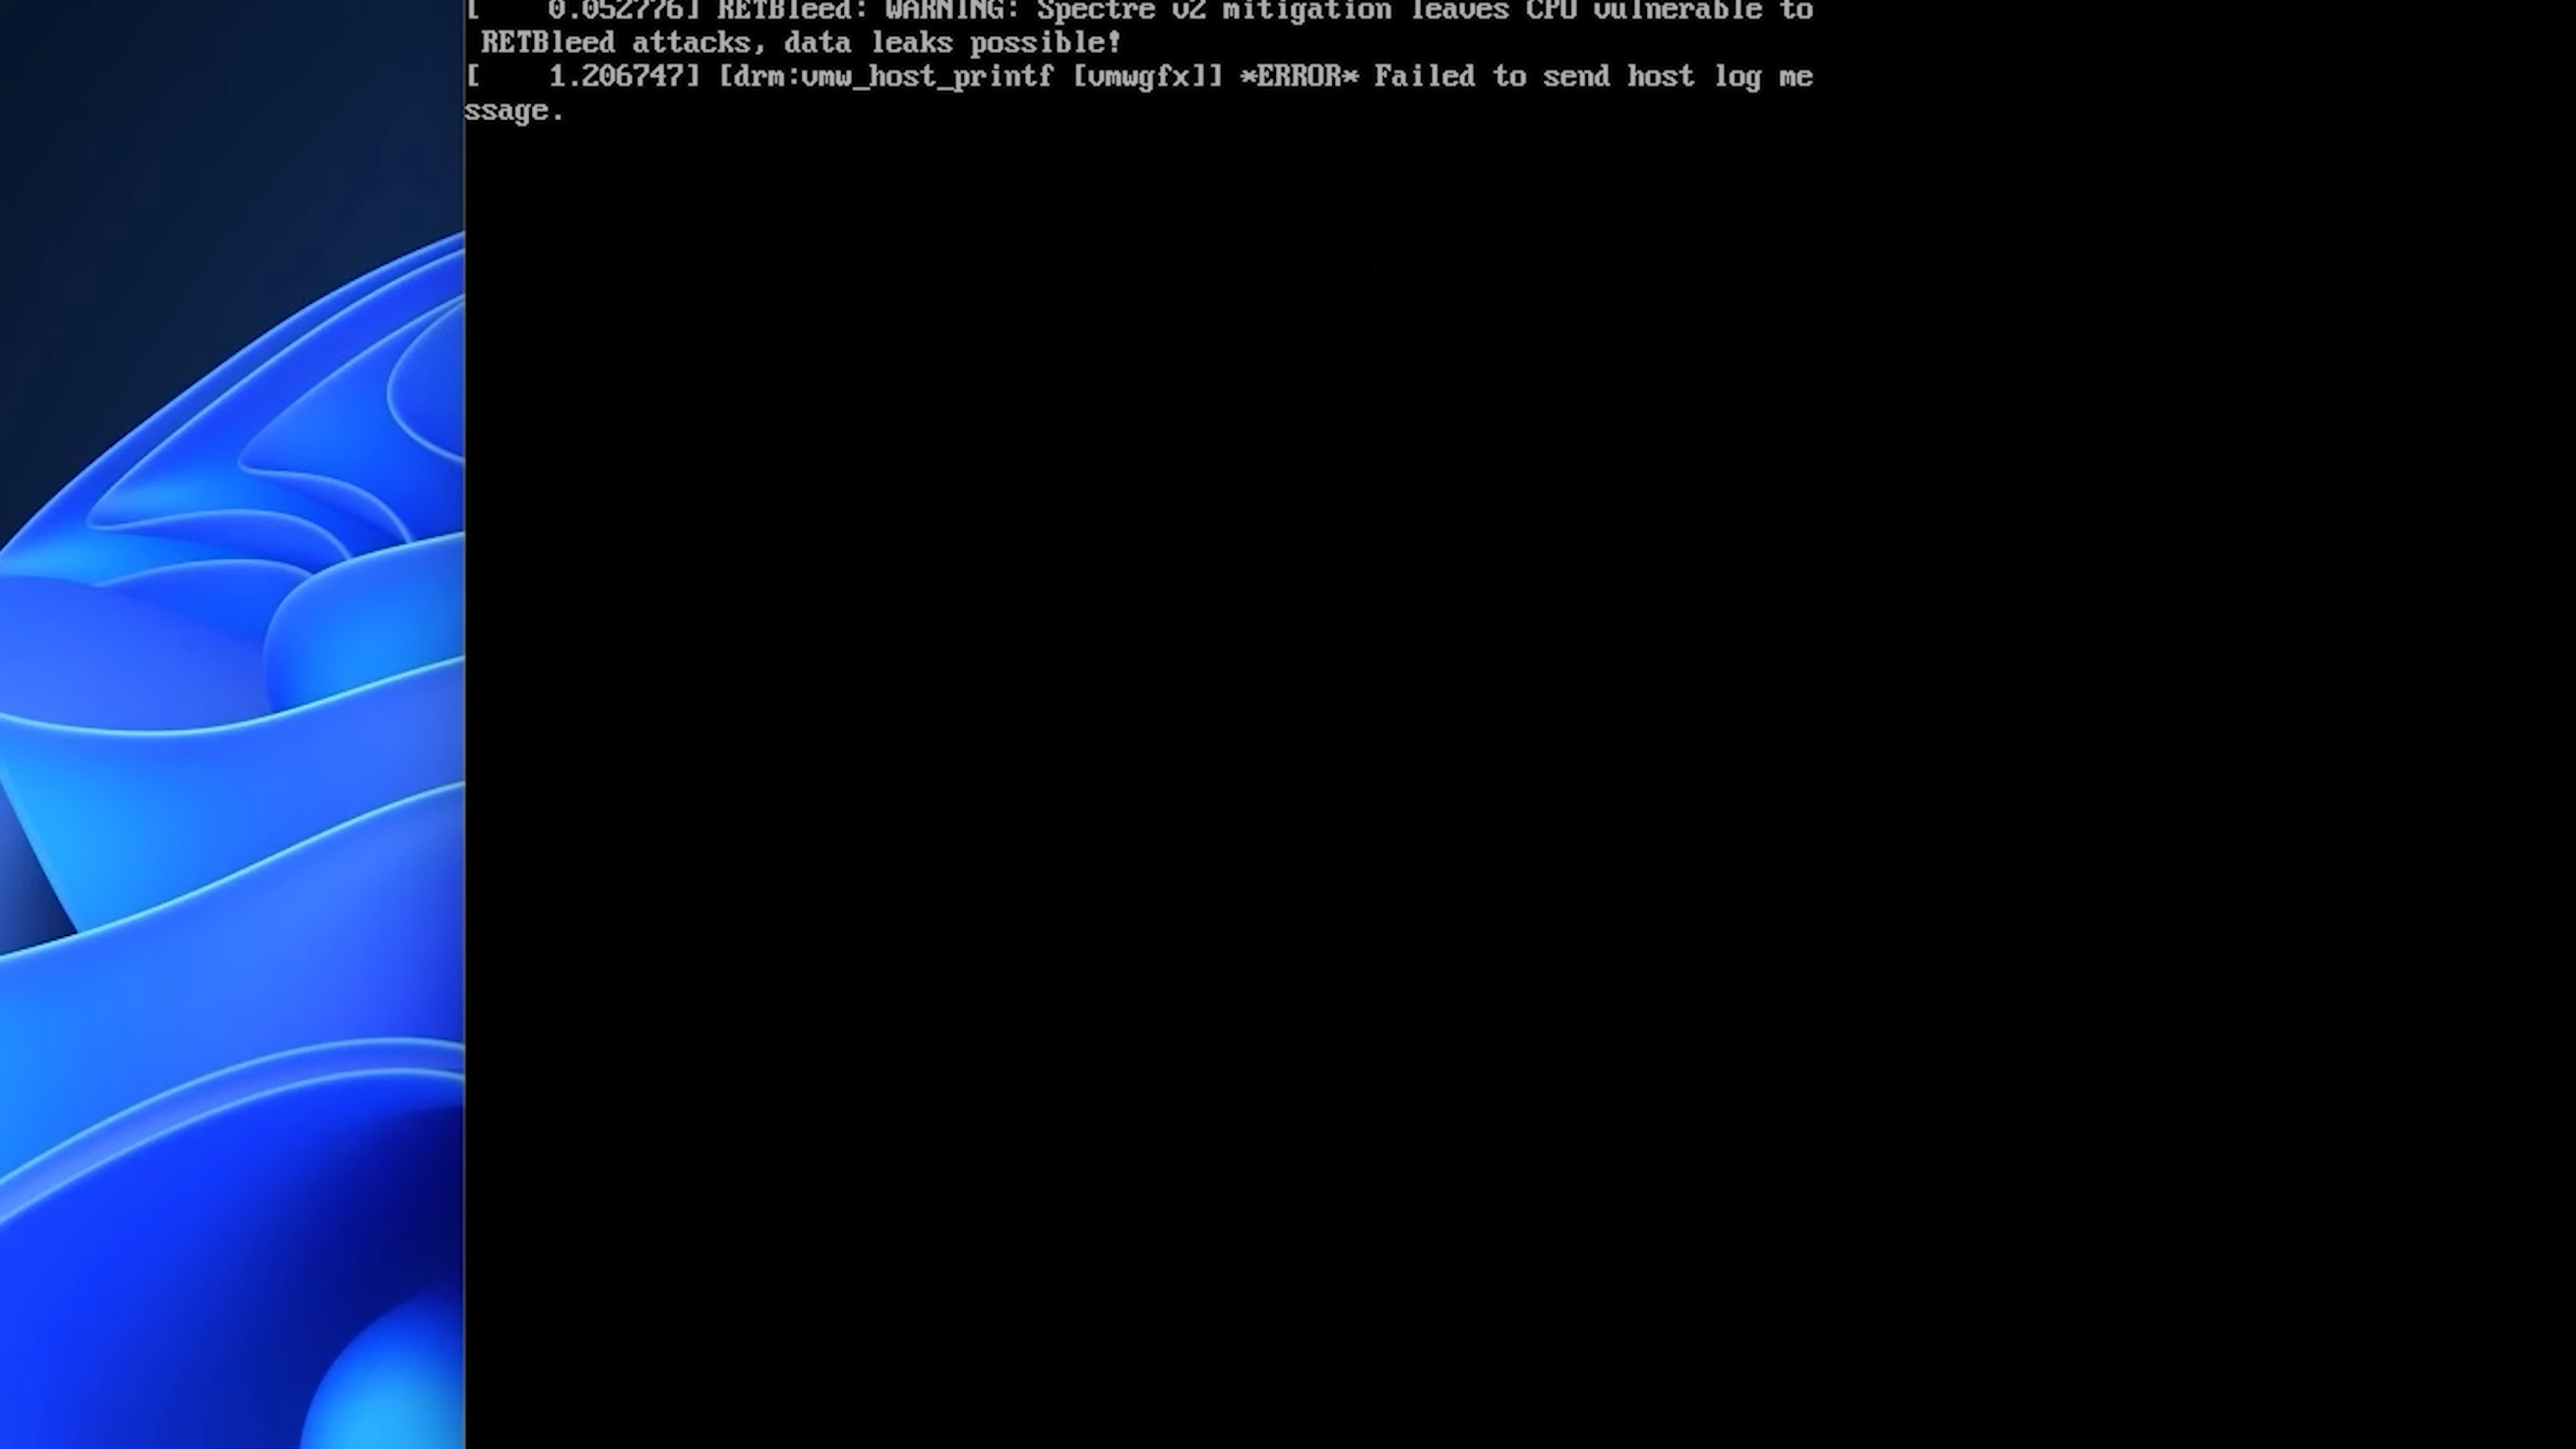 [    0.052776] RETBleed: WARNING: Spectre v2 mitigation leaves CPU vulnerable to
 RETBleed attacks, data leaks possible!
[    1.206747] [drm:vmw_host_printf [vmwgfx]] *ERROR* Failed to send host log me
ssage.